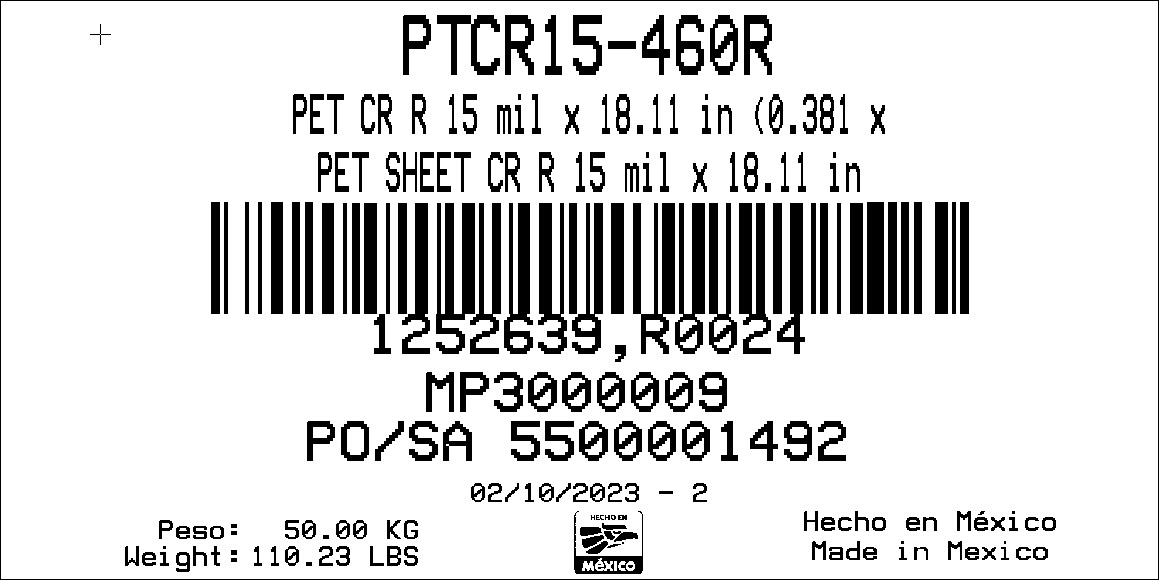 PTCR15-460R
PET CR R 15 mil x 18.11 in (0.381 x
PET SHEET CR R 15 mil x 18.11 in
1252639,R0024
MP3000009
PO/SA 5500001492
02/10/2023 - 2
Peso: 50.00 KG
Weight: 110.23 LBS
HECHO EN
MÉXICO
Hecho en México
Made in Mexico